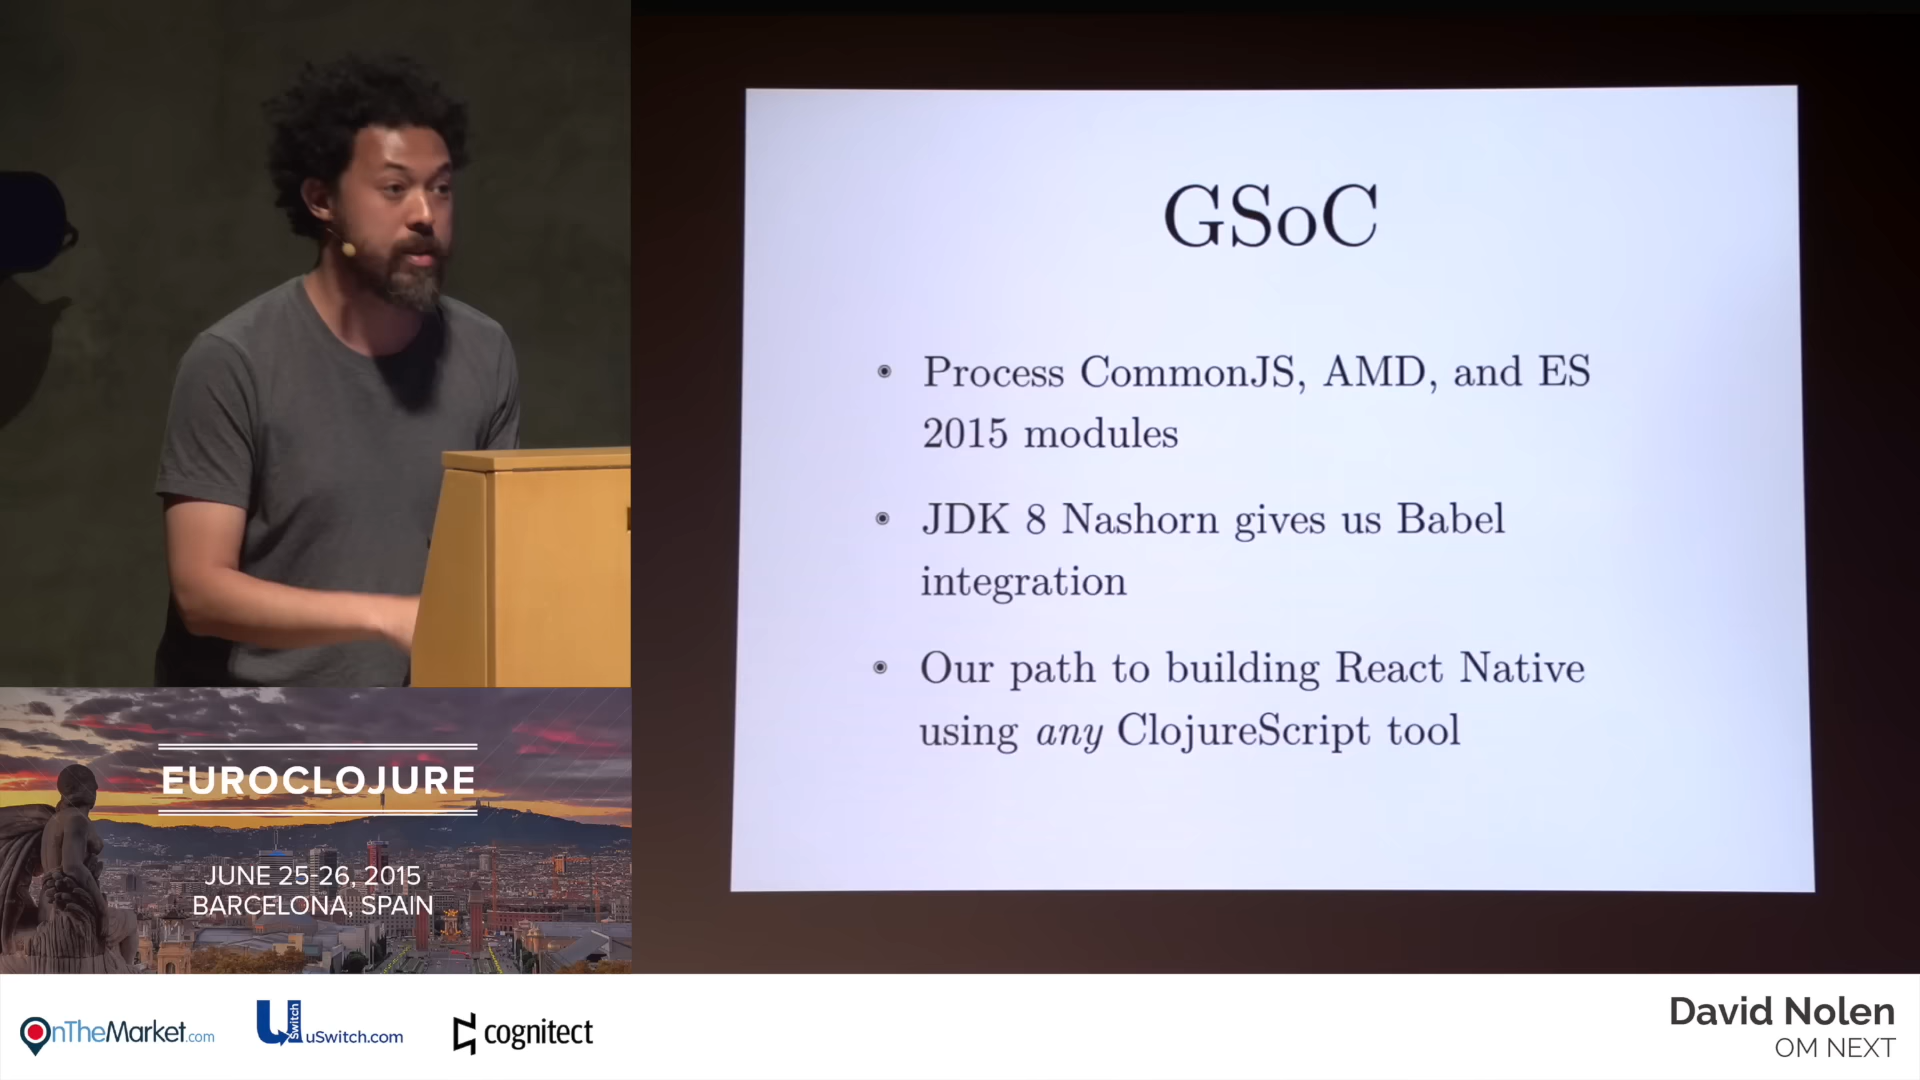 GSoC
Process CommonJS, AMD, and ES
2015 modules
JDK 8 Nashorn gives us Babel
integration
Our path to building React Native
using any ClojureScript tool
EUROCLOJURE
JUNE 25-26, 2015
BARCELONA, SPAIN
OnTheMarket.com
USwitch
uSwitch.com
cognitect
David Nolen
OM NEXT